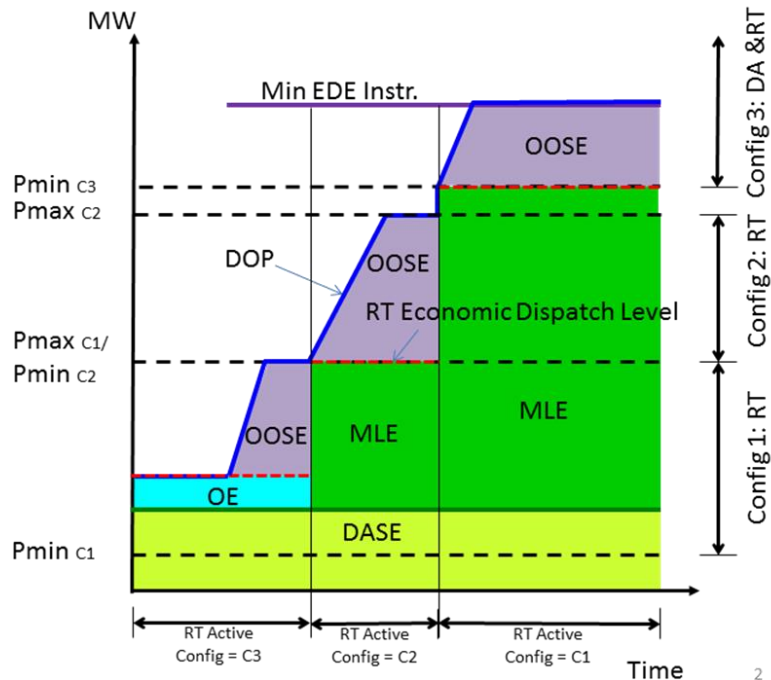 MW
Min EDE Instr.
OOSE
Pmin C3
Pmax C2
DOP
OOSE
RT Economic Dispatch Level
Pmax C1/
Pmin C2
OOSE
MLE
MLE
OE
DASE
Pmin C1
Config 3: DA &RT
Config 2: RT
Config 1: RT
RT Active
Config = C3
RT Active
Config = C2
RT Active
Config = C1
Time
2